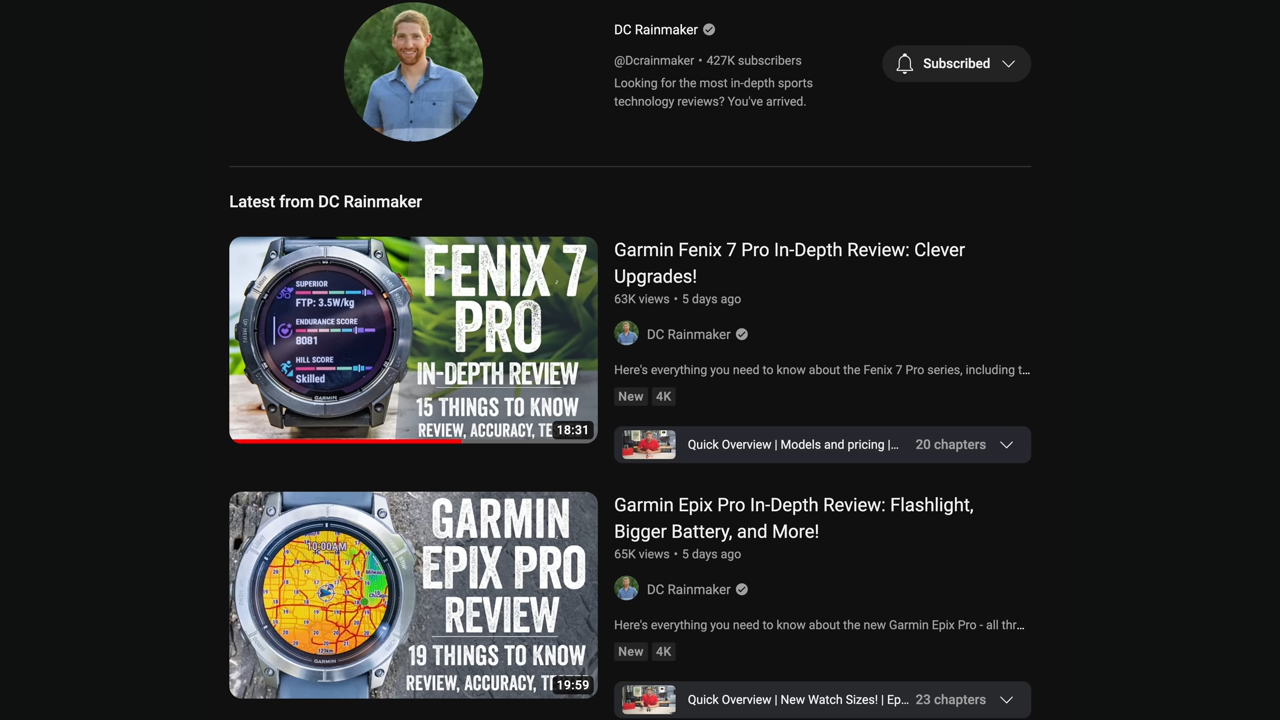 DC Rainmaker
@Dcrainmaker • 427K subscribers
Looking for the most in-depth sports
technology reviews? You've arrived.
Subscribed
Latest from DC Rainmaker
SUPERIOR
FTP: 3.5W/kg
ENDURANCE SCORE
8081
HILL SCORE
Skilled
GARMIN
FENIX 7
PRO
IN-DEPTH REVIEW
15 THINGS TO KNOW
REVIEW, ACCURACY, TE
18:31
Garmin Fenix 7 Pro In-Depth Review: Clever
Upgrades!
63K views • 5 days ago
DC Rainmaker
Here's everything you need to know about the Fenix 7 Pro series, including t...
New 4K
Quick Overview | Models and pricing |... 20 chapters
10:00AM
GARMIN
GARMIN
EPIX PRO
REVIEW
19 THINGS TO KNOW
REVIEW, ACCURACY, TE
19:59
Garmin Epix Pro In-Depth Review: Flashlight,
Bigger Battery, and More!
65K views • 5 days ago
DC Rainmaker
Here's everything you need to know about the new Garmin Epix Pro - all thr...
New 4K
Quick Overview | New Watch Sizes! | Ep... 23 chapters